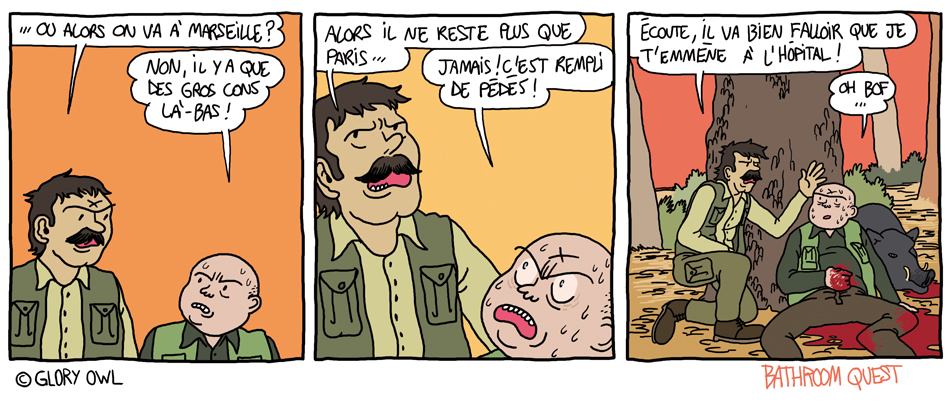 ... OU ALORS ON VA À MARSEILLE?
NON, IL Y A QUE
DES GROS CONS
LÀ-BAS!
ALORS IL NE RESTE PLUS QUE
PARIS...
JAMAIS! C'EST REMPLI
DE PÉDÉS!
ÉCOUTE, IL VA BIEN FALLOIR QUE JE
T'EMMÈNE À L'HÔPITAL!
OH BOF
...
© GLORY OWL
BATHROOM QUEST